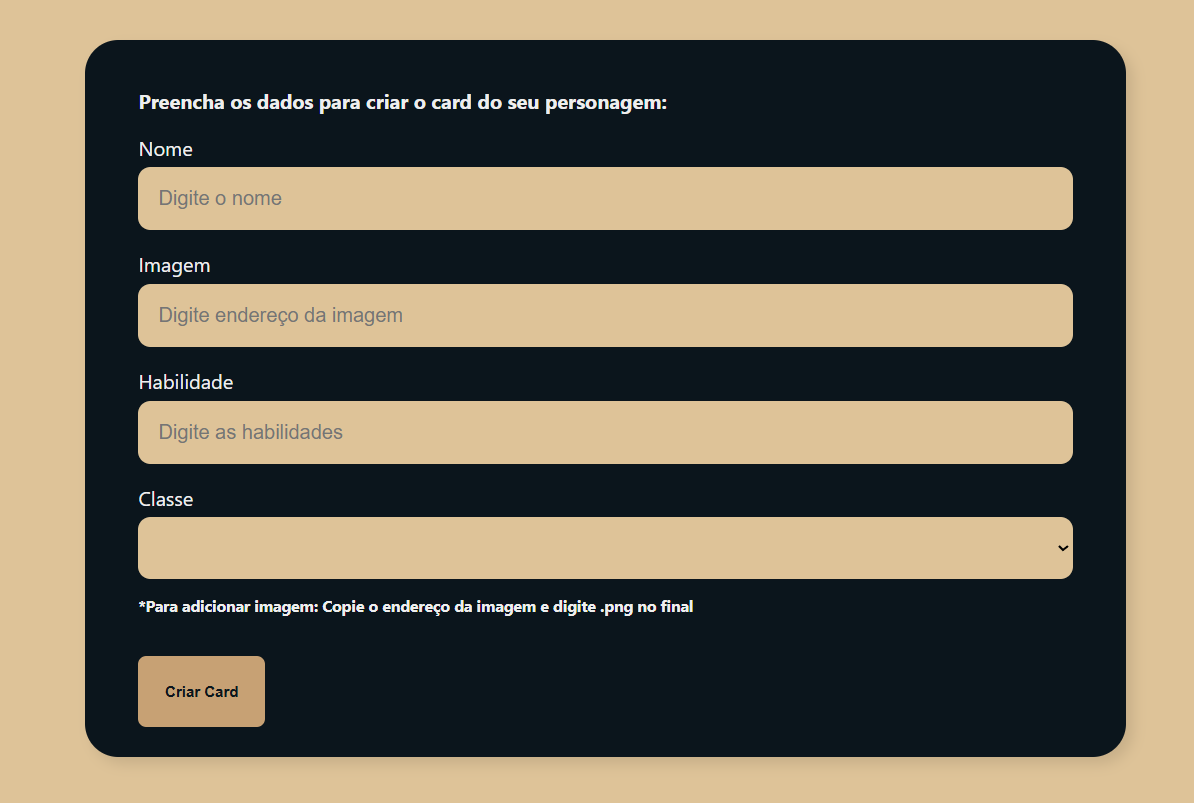 Preencha os dados para criar o card do seu personagem:
Nome
Digite o nome
Imagem
Digite endereço da imagem
Habilidade
Digite as habilidades
Classe
*Para adicionar imagem: Copie o endereço da imagem e digite .png no final
Criar Card